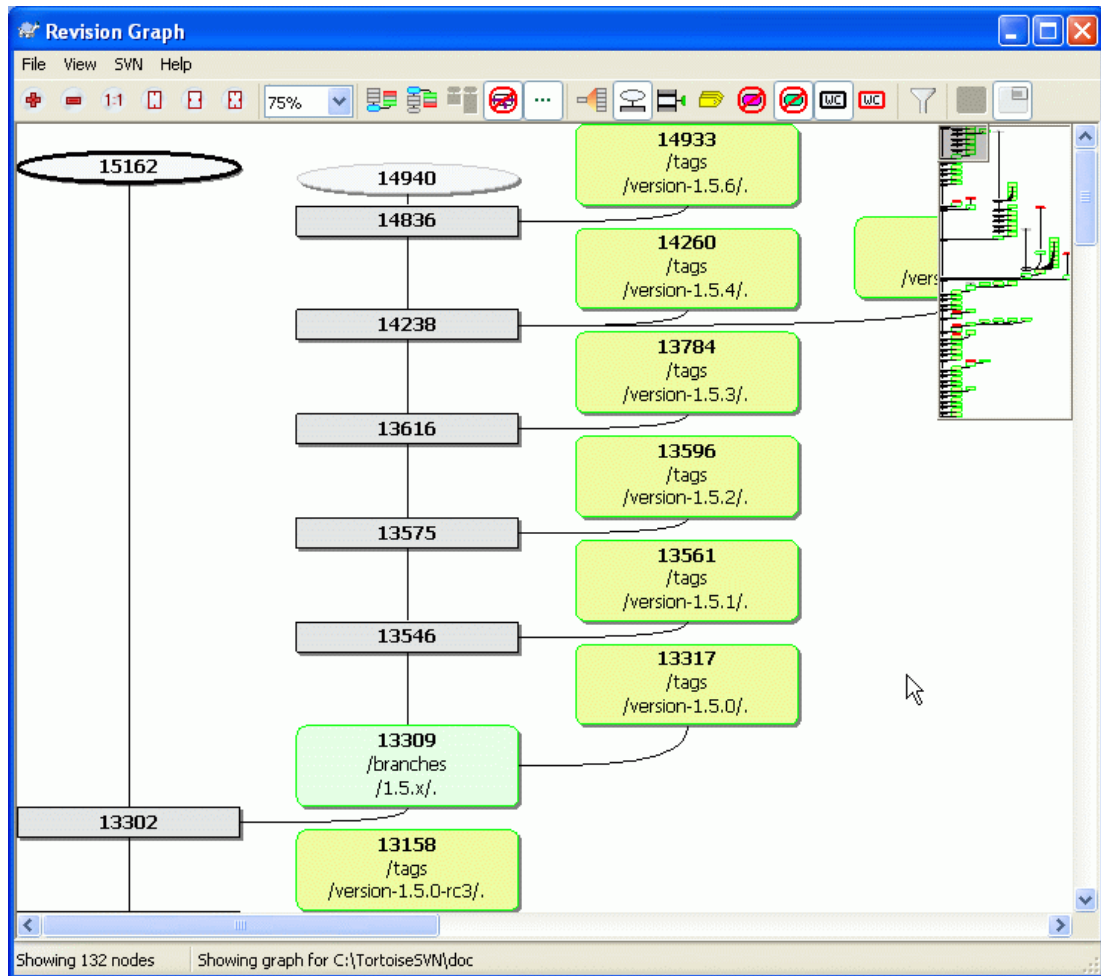 Revision Graph
File View SVN Help
1:1
75%
WC
WC
15162
14940
14836
14933
/tags
/version-1.5.6/.
14260
/tags
/version-1.5.4/.
/vers
14238
13784
/tags
/version-1.5.3/.
13616
13596
/tags
/version-1.5.2/.
13575
13561
/tags
/version-1.5.1/.
13546
13317
/tags
/version-1.5.0/.
13309
/branches
/1.5.x/.
13302
13158
/tags
/version-1.5.0-rc3/.
Showing 132 nodes
Showing graph for C:\TortoiseSVN\doc